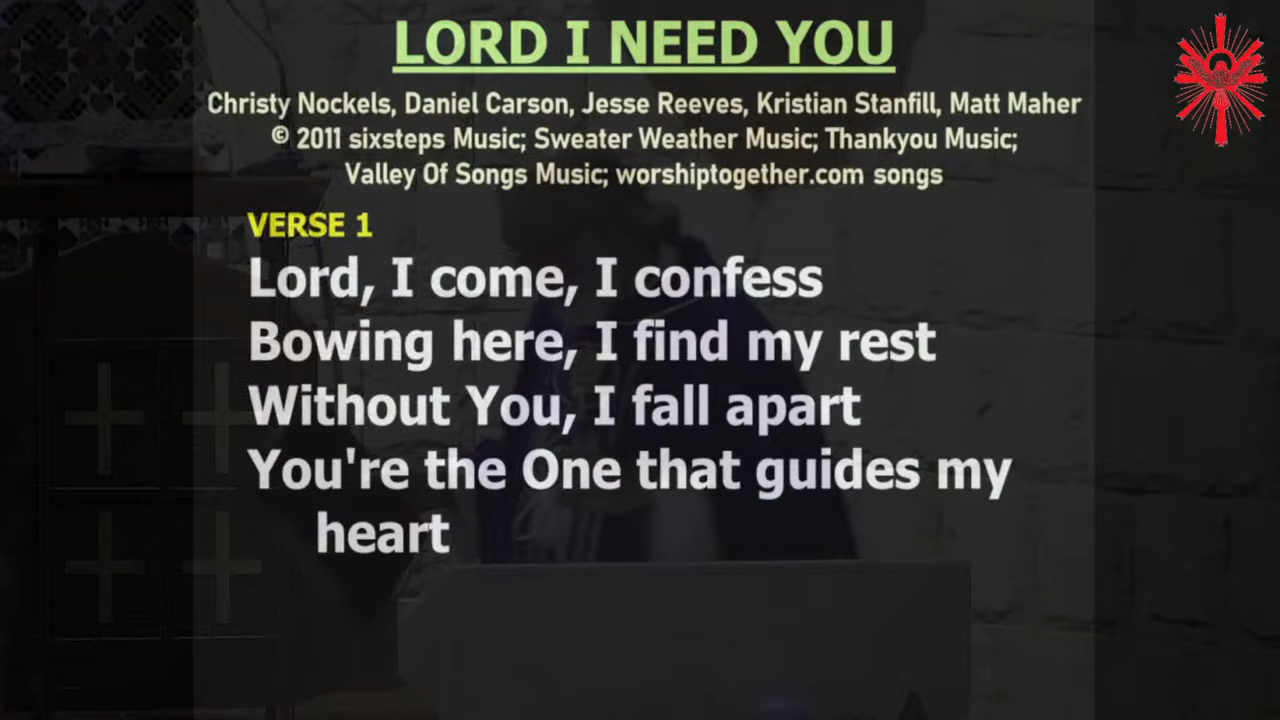 LORD I NEED YOU
Christy Nockels, Daniel Carson, Jesse Reeves, Kristian Stanfill, Matt Maher
© 2011 sixsteps Music; Sweater Weather Music; Thankyou Music;
Valley Of Songs Music; worshiptogether.com songs
VERSE 1
Lord, I come, I confess
Bowing here, I find my rest
Without You, I fall apart
You're the One that guides my
heart